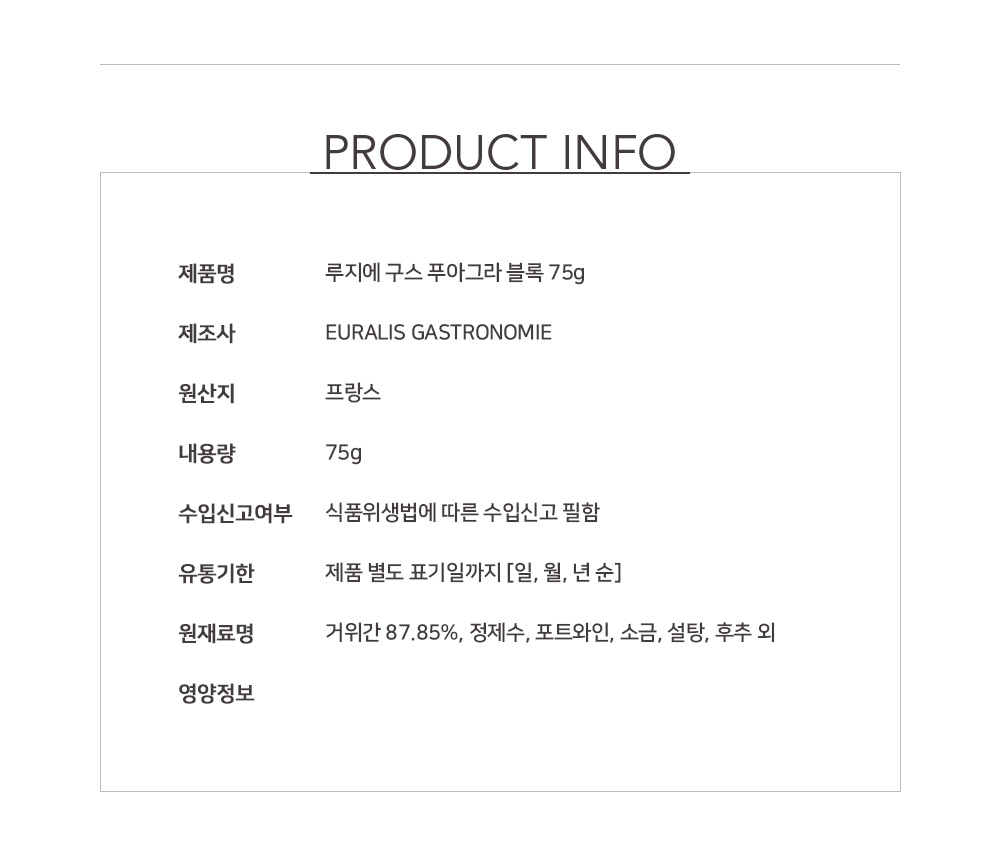 PRODUCT INFO
제품명 루지에 구스 푸아그라 블록 75g
제조사 EURALIS GASTRONOMIE
원산지 프랑스
내용량 75g
수입신고여부 식품위생법에 따른 수입신고 필함
유통기한 제품 별도 표기일까지 [일, 월, 년 순]
원재료명 거위간 87.85%, 정제수, 포트와인, 소금, 설탕, 후추 외
영양정보